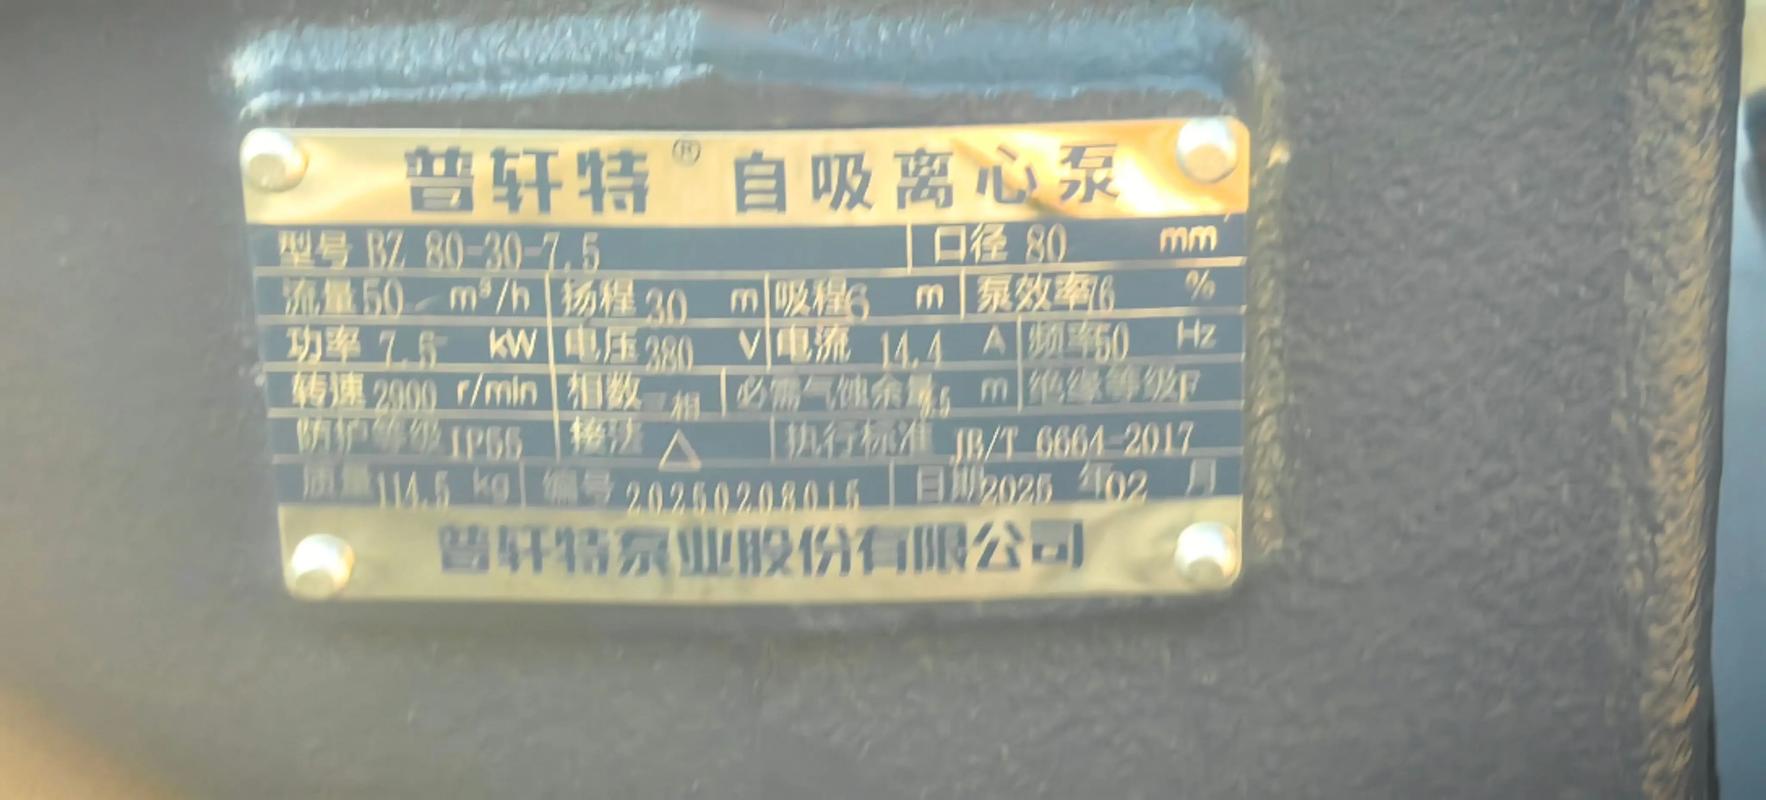 普轩特® 自吸离心泵
型号 BZ 80-30-7.5 口径 80 mm
流量 50 m³/h 扬程 30 m 吸程 6 m 泵效率 76 %
功率 7.5 kW 电压 380 V 电流 14.4 A 频率 50 Hz
转速 2900 r/min 相数 三相 必需气蚀余量 m 绝缘等级 F
防护等级 IP55 接法 △ 执行标准 JB/T 6664-2017
质量 114.5 kg 编号 20250208015 日期 2025 年 02 月
普轩特泵业股份有限公司